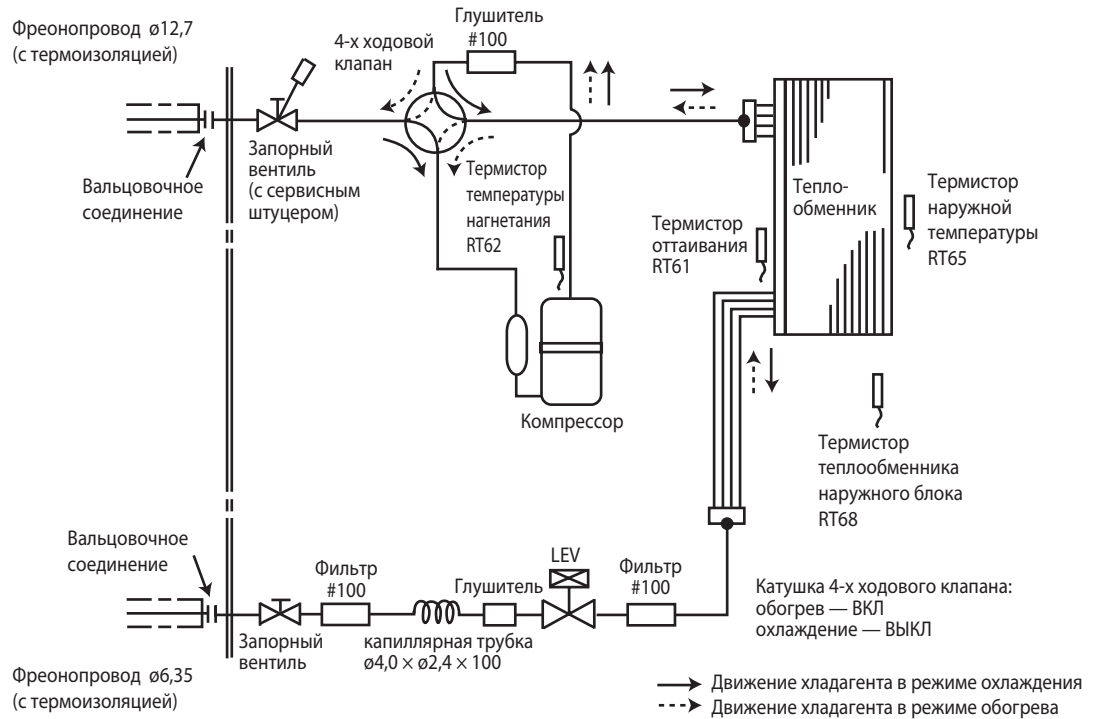 Фреонопровод ø12,7
(с термоизоляцией)
4-х ходовой
клапан
Глушитель
#100
Вальцовочное
соединение
Запорный
вентиль
(с сервисным
штуцером)
Термистор
температуры
нагнетания
RT62
Компрессор
Термистор
оттаивания
RT61
Тепло-
обменник
Термистор
наружной
температуры
RT65
Термистор
теплообменника
наружного блока
RT68
Вальцовочное
соединение
Фреонопровод ø6,35
(с термоизоляцией)
Запорный
вентиль
Фильтр
#100
капиллярная трубка
ø4,0 × ø2,4 × 100
Глушитель
LEV
Фильтр
#100
Катушка 4-х ходового клапана:
обогрев — ВКЛ
охлаждение — ВЫКЛ
Движение хладагента в режиме охлаждения
Движение хладагента в режиме обогрева